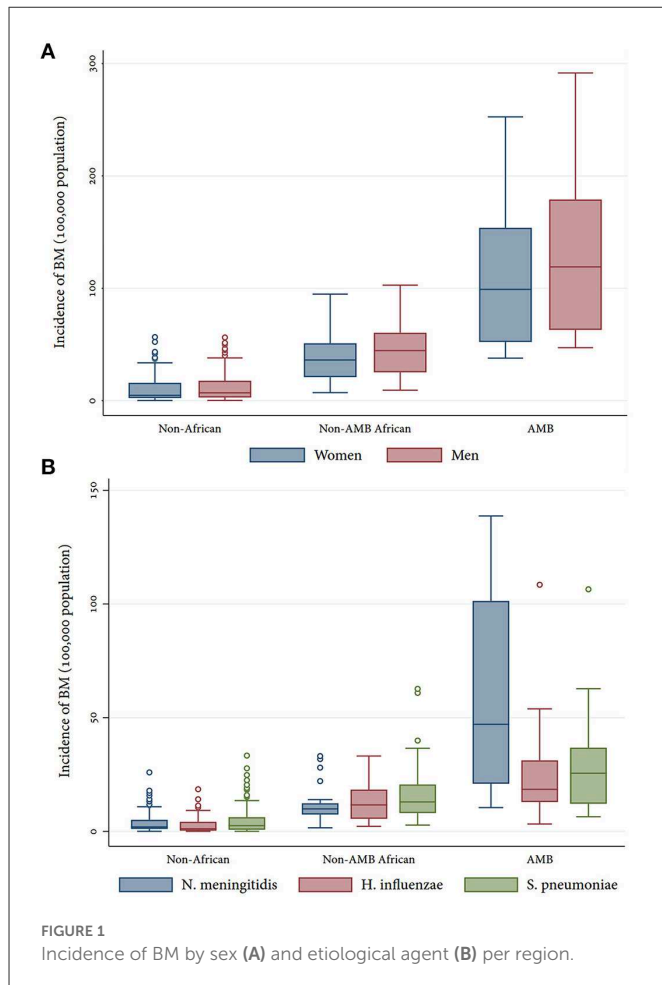 A
300
200
100
0
Incidence of BM (100,000 population)
Non-African Non-AMB African AMB
Women Men
B
150
100
50
0
Incidence of BM (100,000 population)
Non-African Non-AMB African AMB
N. meningitidis H. influenzae S. pneumoniae
FIGURE 1
Incidence of BM by sex (A) and etiological agent (B) per region.